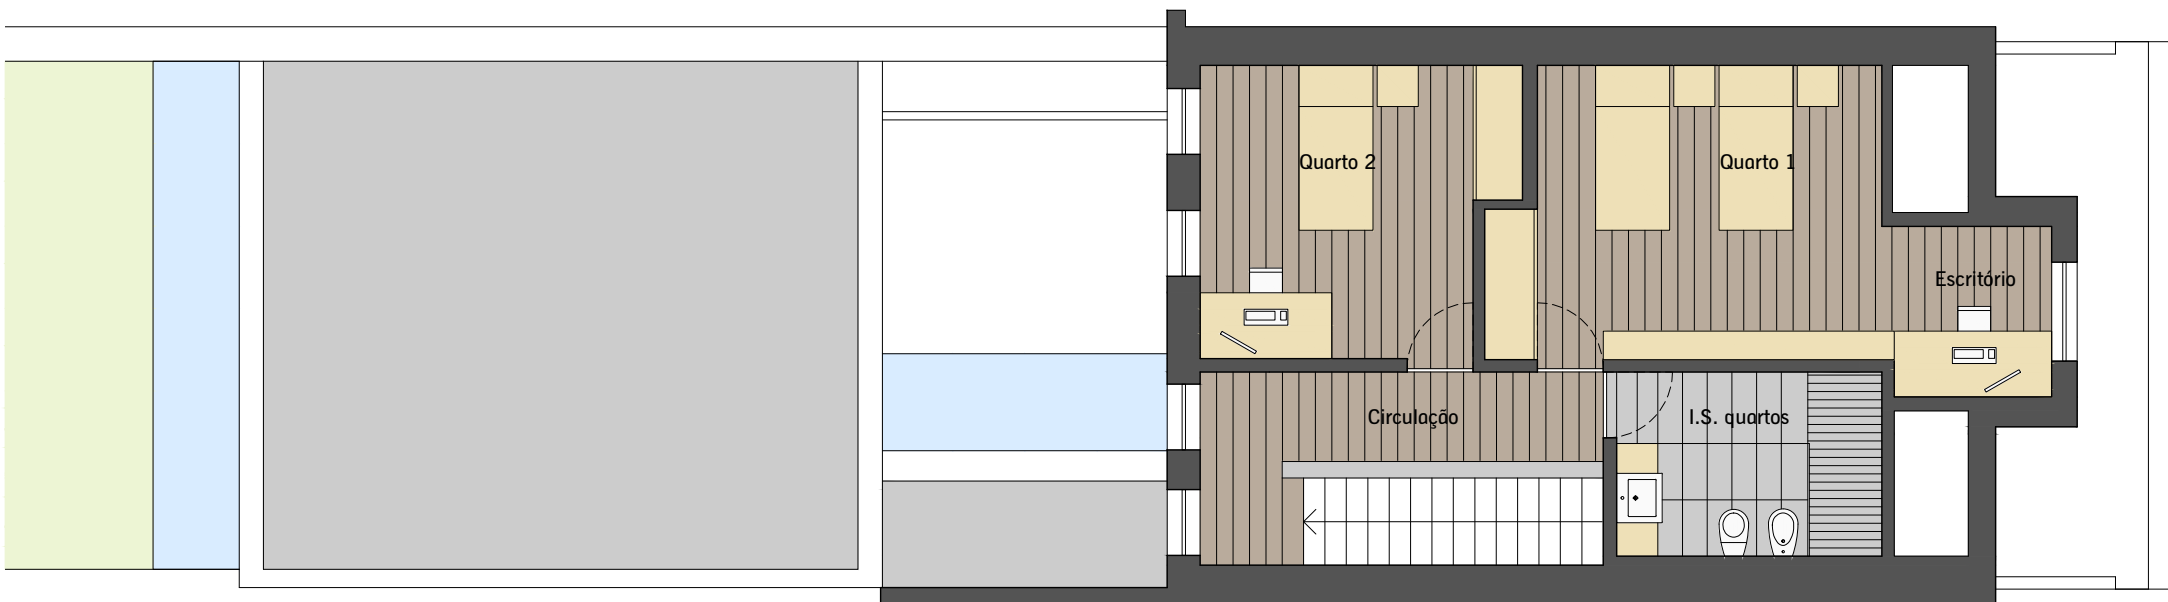 Quarto 2
Quarto 1
Escritório
Circulação
I.S. quartos